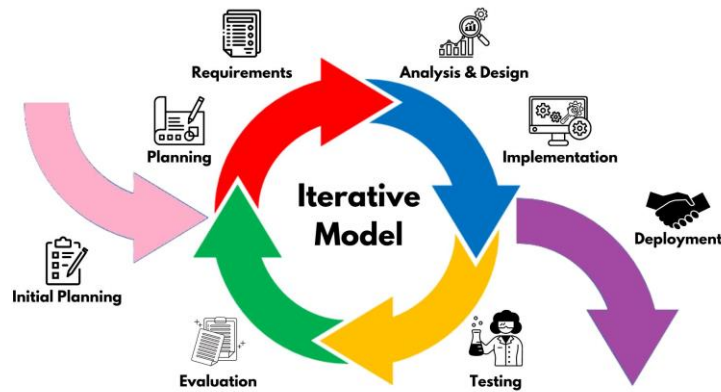 Requirements
Analysis & Design
Planning
Implementation
Iterative
Model
Initial Planning
Deployment
Evaluation
Testing